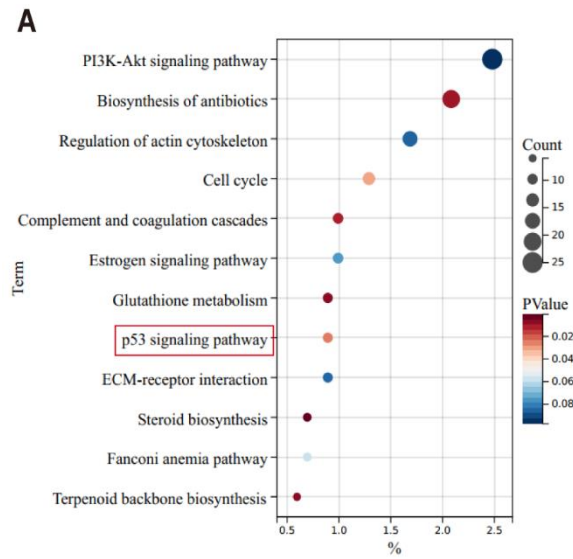 A
PI3K-Akt signaling pathway
Biosynthesis of antibiotics
Regulation of actin cytoskeleton
Cell cycle
Complement and coagulation cascades
Estrogen signaling pathway
Glutathione metabolism
p53 signaling pathway
ECM-receptor interaction
Steroid biosynthesis
Fanconi anemia pathway
Terpenoid backbone biosynthesis
Term
0.5 1.0 1.5 2.0 2.5
%
Count
10
15
20
25
PValue
0.02
0.04
0.06
0.08